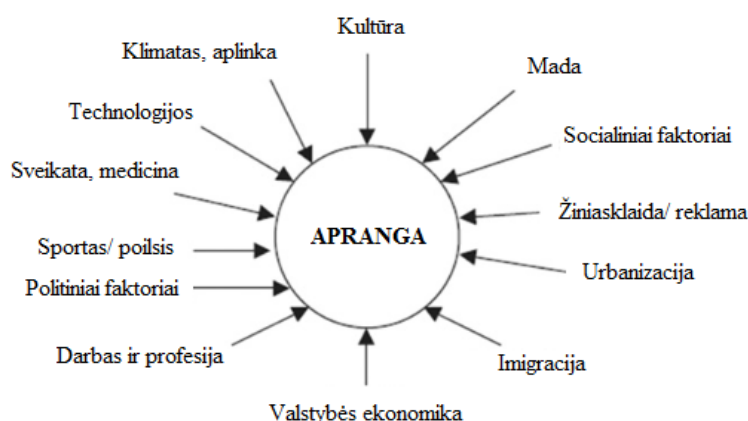 Kultūra
Klimatas, aplinka
Mada
Technologijos
Socialiniai faktoriai
Sveikata, medicina
Žiniasklaida/ reklama
APRANGA
Sportas/ poilsis
Urbanizacija
Politiniai faktoriai
Darbas ir profesija
Imigracija
Valstybės ekonomika